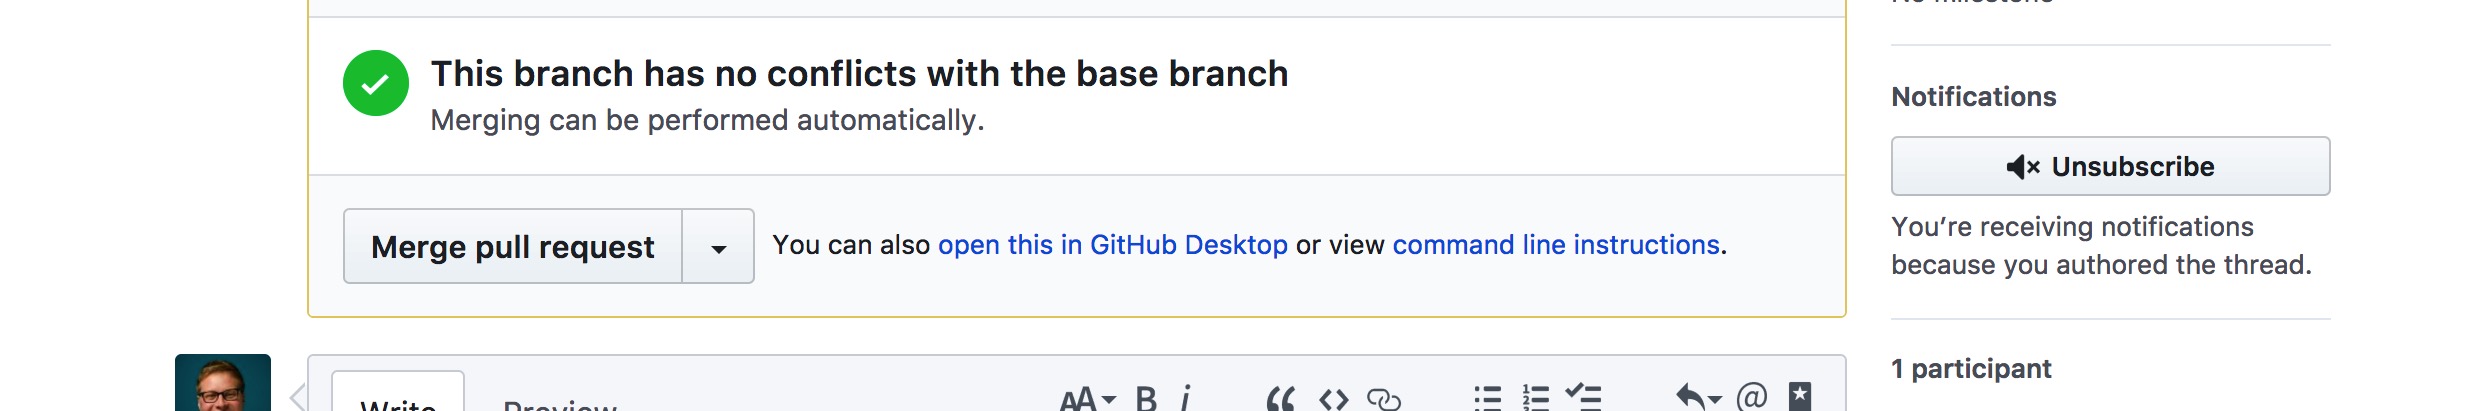 No milestone
This branch has no conflicts with the base branch
Merging can be performed automatically.
Merge pull request
You can also open this in GitHub Desktop or view command line instructions.
Notifications
Unsubscribe
You’re receiving notifications
because you authored the thread.
1 participant
Write
Preview
AA B i @